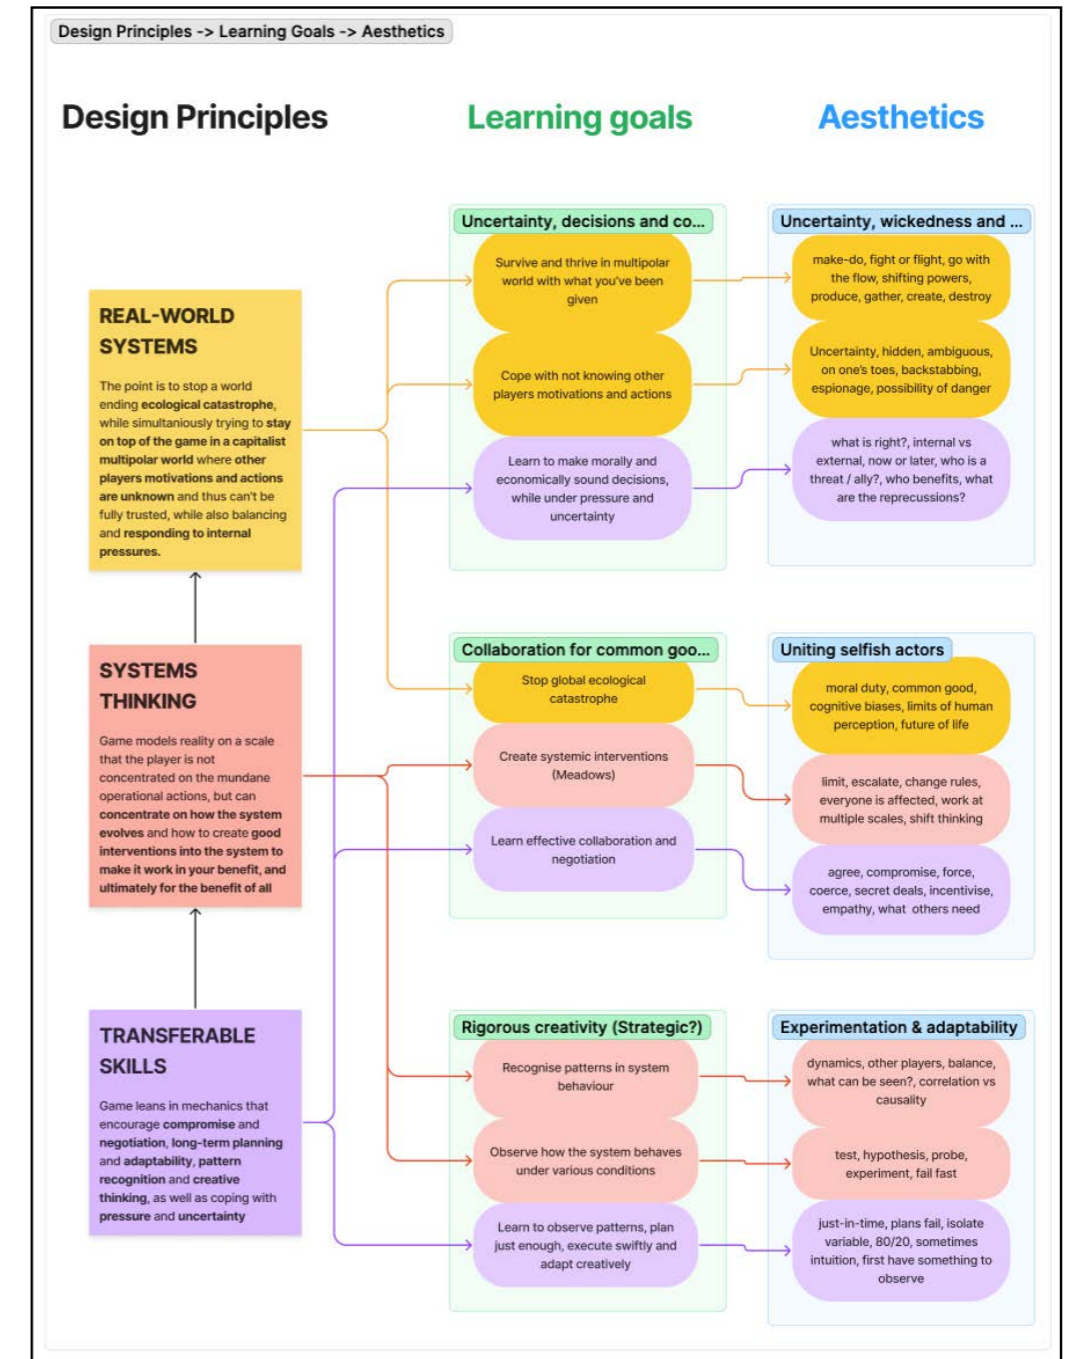 Design Principles -> Learning Goals -> Aesthetics
Design Principles
Learning goals
Aesthetics
REAL-WORLD
SYSTEMS
The point is to stop a world
ending ecological catastrophe,
while simultaniously trying to stay
on top of the game in a capitalist
multipolar world where other
players motivations and actions
are unknown and thus can't be
fully trusted, while also balancing
and responding to internal
pressures.
SYSTEMS
THINKING
Game models reality on a scale
that the player is not
concentrated on the mundane
operational actions, but can
concentrate on how the system
evolves and how to create good
interventions into the system to
make it work in your benefit, and
ultimately for the benefit of all
TRANSFERABLE
SKILLS
Game leans in mechanics that
encourage compromise and
negotiation, long-term planning
and adaptability, pattern
recognition and creative
thinking, as well as coping with
pressure and uncertainty
Uncertainty, decisions and co...
Survive and thrive in multipolar
world with what you've been
given
Cope with not knowing other
players motivations and actions
Learn to make morally and
economically sound decisions,
while under pressure and
uncertainty
Uncertainty, wickedness and ...
make-do, fight or flight, go with
the flow, shifting powers,
produce, gather, create, destroy
Uncertainty, hidden, ambiguous,
on one's toes, backstabbing,
espionage, possibility of danger
what is right?, internal vs
external, now or later, who is a
threat / ally?, who benefits, what
are the reprecussions?
Collaboration for common goo...
Stop global ecological
catastrophe
Create systemic interventions
(Meadows)
Learn effective collaboration and
negotiation
Uniting selfish actors
moral duty, common good,
cognitive biases, limits of human
perception, future of life
limit, escalate, change rules,
everyone is affected, work at
multiple scales, shift thinking
agree, compromise, force,
coerce, secret deals, incentivise,
empathy, what others need
Rigorous creativity (Strategic?)
Recognise patterns in system
behaviour
Observe how the system behaves
under various conditions
Learn to observe patterns, plan
just enough, execute swiftly and
adapt creatively
Experimentation & adaptability
dynamics, other players, balance,
what can be seen?, correlation vs
causality
test, hypothesis, probe,
experiment, fail fast
just-in-time, plans fail, isolate
variable, 80/20, sometimes
intuition, first have something to
observe